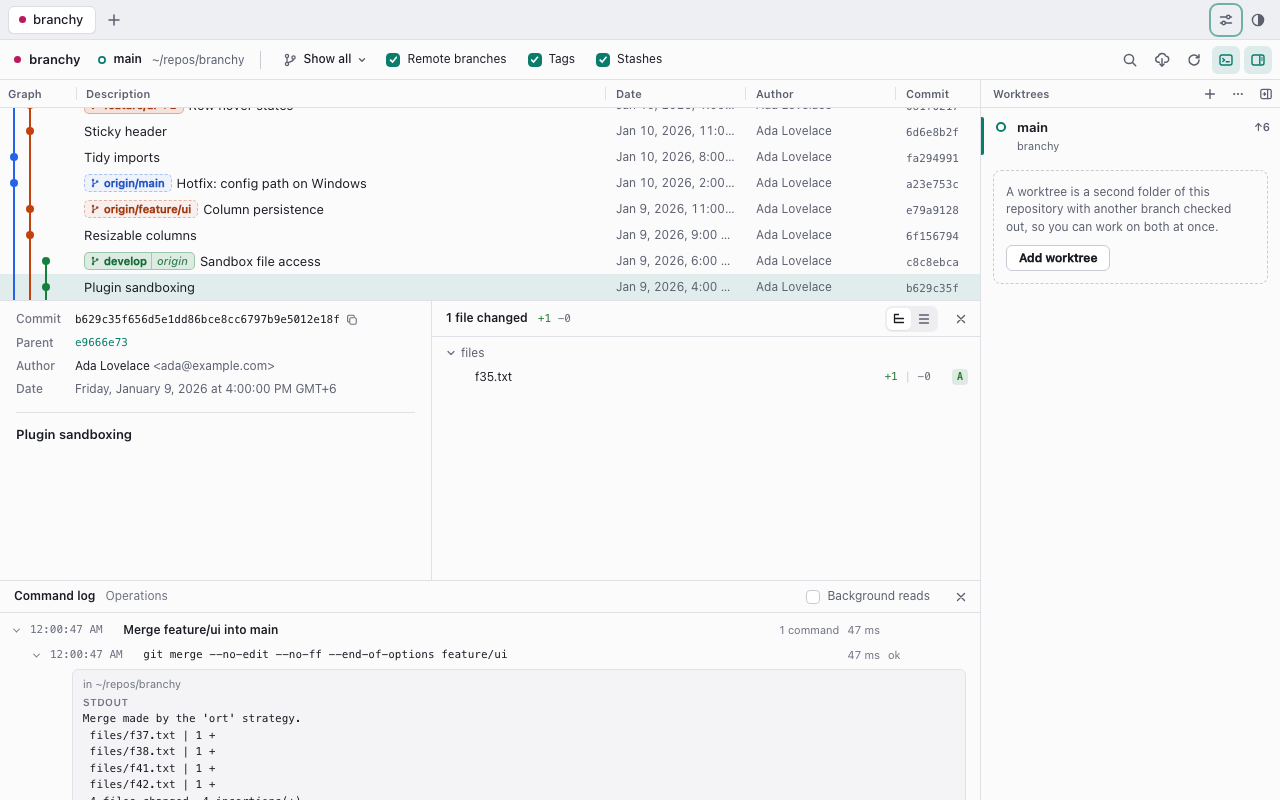 branchy
branchy main ~/repos/branchy Show all Remote branches Tags Stashes
Graph Description Date Author Commit
Sticky header Jan 10, 2026, 11:0... Ada Lovelace 6d6e8b2f
Tidy imports Jan 10, 2026, 8:00... Ada Lovelace fa294991
origin/main Hotfix: config path on Windows Jan 10, 2026, 2:00... Ada Lovelace a23e753c
origin/feature/ui Column persistence Jan 9, 2026, 11:00... Ada Lovelace e79a9128
Resizable columns Jan 9, 2026, 9:00 ... Ada Lovelace 6f156794
develop origin Sandbox file access Jan 9, 2026, 6:00 ... Ada Lovelace c8c8ebca
Plugin sandboxing Jan 9, 2026, 4:00 ... Ada Lovelace b629c35f
Commit b629c35f656d5e1dd86bce8cc6797b9e5012e18f
Parent e9666e73
Author Ada Lovelace <ada@example.com>
Date Friday, January 9, 2026 at 4:00:00 PM GMT+6
Plugin sandboxing
1 file changed +1 −0
files
f35.txt +1 | −0 A
Command log Operations Background reads
12:00:47 AM Merge feature/ui into main 1 command 47 ms
12:00:47 AM git merge --no-edit --no-ff --end-of-options feature/ui 47 ms ok
in ~/repos/branchy
STDOUT
Merge made by the 'ort' strategy.
files/f37.txt | 1 +
files/f38.txt | 1 +
files/f41.txt | 1 +
files/f42.txt | 1 +
Worktrees
main ↑6
branchy
A worktree is a second folder of this
repository with another branch checked
out, so you can work on both at once.
Add worktree